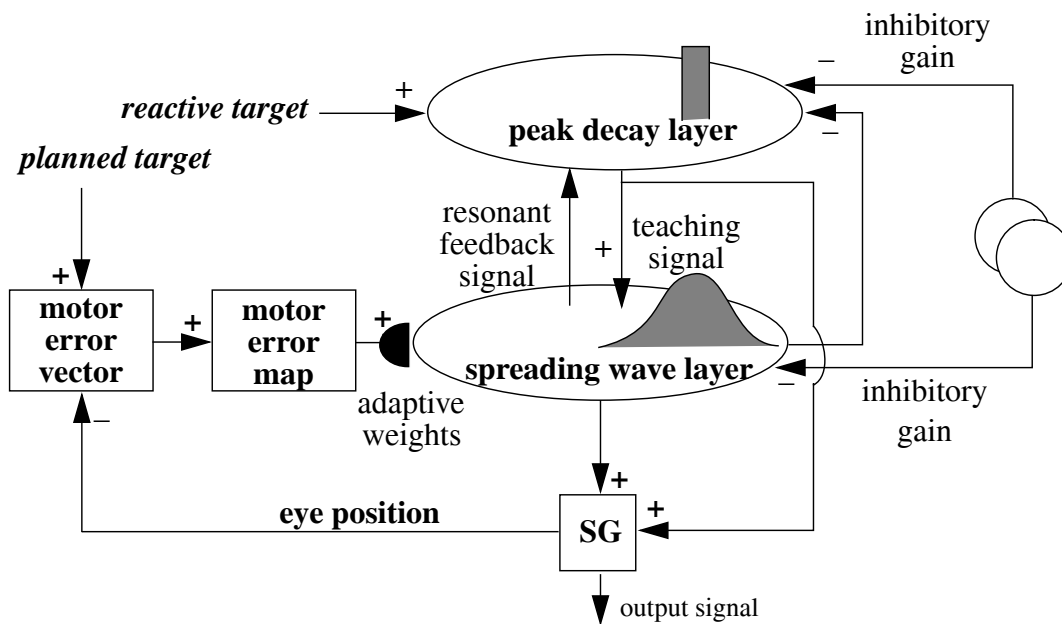 inhibitory
gain
–
+
–
reactive target
peak decay layer
planned target
resonant
feedback
signal
+
teaching
signal
+
motor
error
vector
+
motor
error
map
+
spreading wave layer
–
adaptive
weights
inhibitory
gain
–
+
+
eye position
SG
output signal